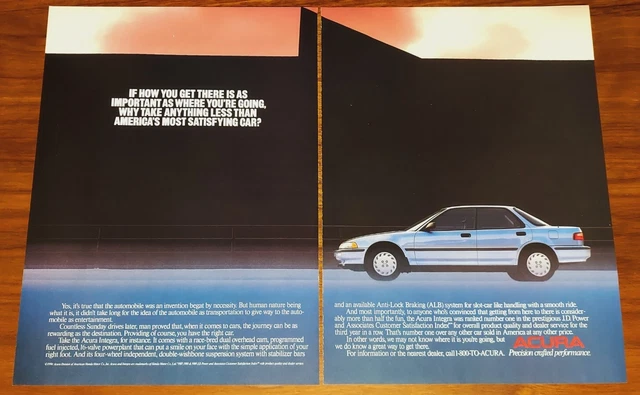 IF HOW YOU GET THERE IS AS
IMPORTANT AS WHERE YOU'RE GOING,
WHY TAKE ANYTHING LESS THAN
AMERICA'S MOST SATISFYING CAR?
Yes, it's true that the automobile was an invention begat by necessity. But human nature being
what it is, it didn't take long for the idea of the automobile as transportation to give way to the auto-
mobile as entertainment.
Countless Sunday drives later, man proved that, when it comes to cars, the journey can be as
rewarding as the destination. Providing of course, you have the right car.
Take the Acura Integra, for instance. It comes with a race-bred dual overhead cam, programmed
fuel injected, 16-valve powerplant that can put a smile on your face with the simple application of your
right foot. And its four-wheel independent, double-wishbone suspension system with stabilizer bars
and an available Anti-Lock Braking (ALB) system for slot-car like handling with a smooth ride.
And most importantly, to anyone who's convinced that getting from here to there is consider-
ably more than half the fun, the Acura Integra was ranked number one in the prestigious J.D. Power
and Associates Customer Satisfaction Index for overall product quality and dealer service for the
third year in a row. That's number one over any other car sold in America at any other price.
In other words, we may not know where it is you're going, but
we do know a great way to get there.
For information or the nearest dealer, call 1-800-TO-ACURA.
ACURA
Precision crafted performance.